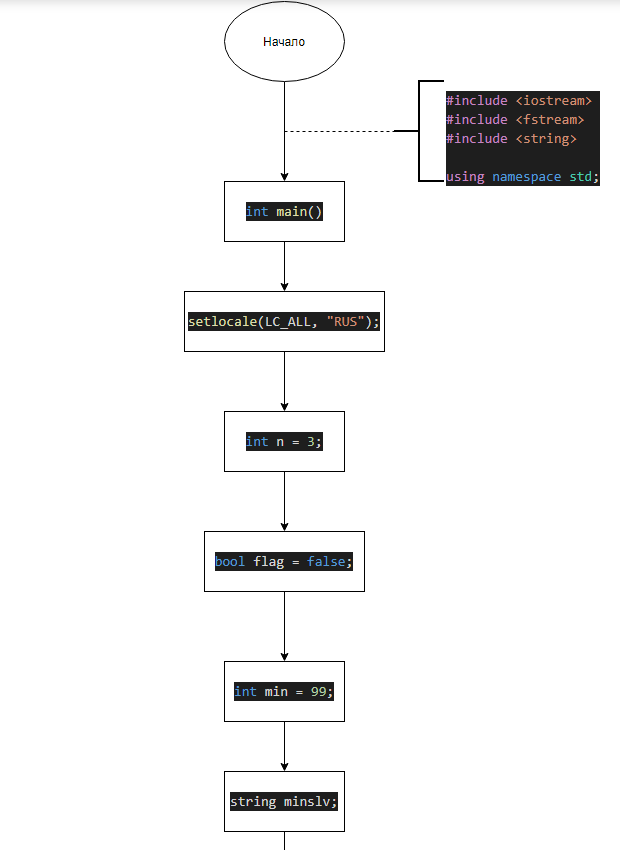 Начало
#include <iostream>
#include <fstream>
#include <string>
using namespace std;
int main()
setlocale(LC_ALL, "RUS");
int n = 3;
bool flag = false;
int min = 99;
string minslv;